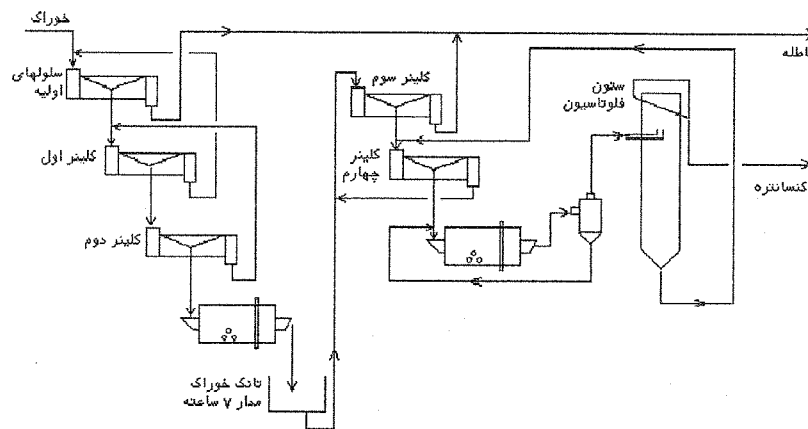 خوراک
سلولهای
اولیه
کلینر اول
کلینر دوم
تانک خوراک
مدار ۷ ساعته
کلینر سوم
کلینر
چهارم
ستون
فلوتاسیون
باطله
کنسانتره